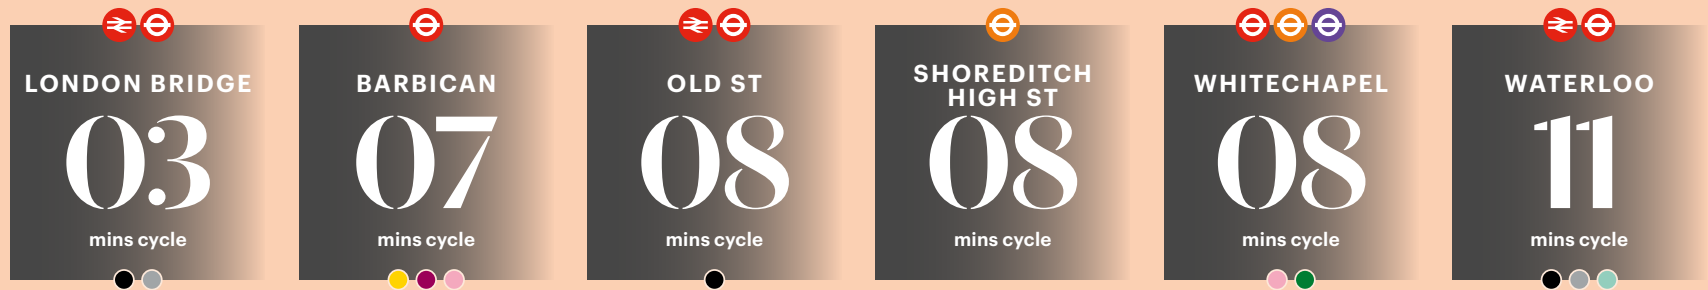 LONDON BRIDGE
03
mins cycle
BARBICAN
07
mins cycle
OLD ST
08
mins cycle
SHOREDITCH
HIGH ST
08
mins cycle
WHITECHAPEL
08
mins cycle
WATERLOO
11
mins cycle